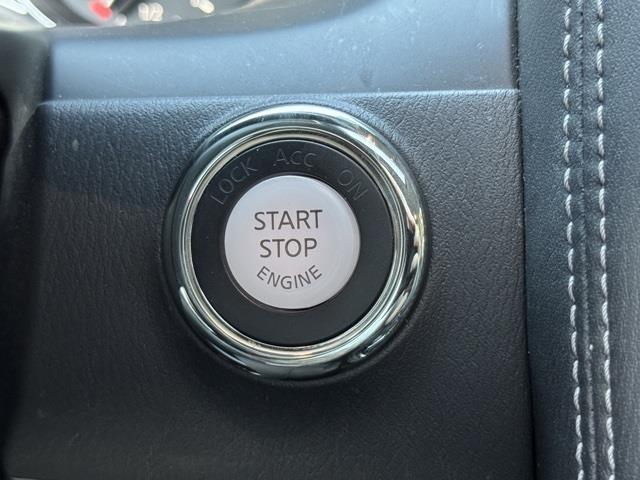 LOCK ACC ON
START
STOP
ENGINE